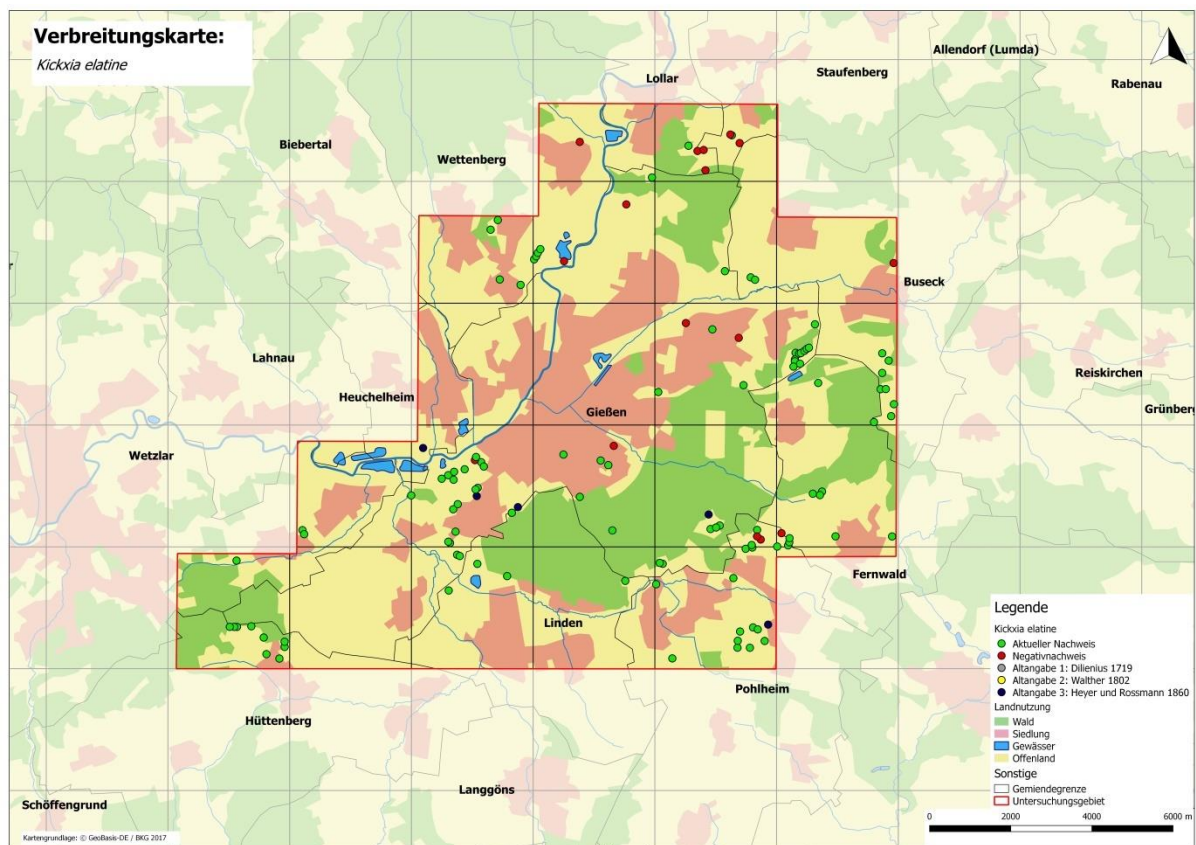 Verbreitungskarte:
Kickxia elatine
Allendorf (Lumda)
Staufenberg
Lollar
Rabenau
Biebertal
Wettenberg
Buseck
Lahnau
Reiskirchen
Heuchelheim
Grünberg
Gießen
Wetzlar
Fernwald
Linden
Pohlheim
Hüttenberg
Langgöns
Schöffengrund
Legende
Kickxia elatine
Aktueller Nachweis
Negativnachweis
Altangabe 1: Dillenius 1719
Altangabe 2: Walther 1802
Altangabe 3: Heyer und Rossmann 1860
Landnutzung
Wald
Siedlung
Gewässer
Offenland
Sonstige
Gemiendegrenze
Untersuchungsgebiet
0 2000 4000 6000 m
Kartengrundlage: © GeoBasis-DE / BKG 2017